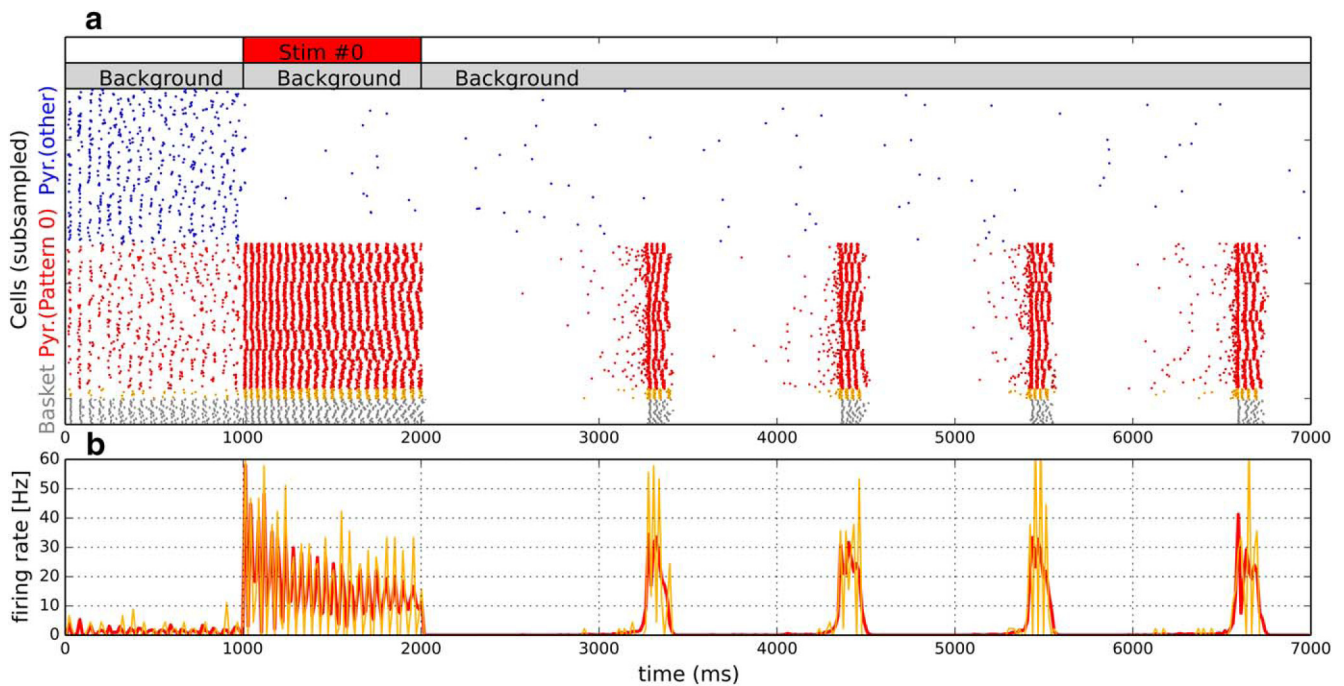 a
Stim #0
Background Background Background
Cells (subsampled)
Basket Pyr.(Pattern 0) Pyr.(other)
0 1000 2000 3000 4000 5000 6000 7000
b
60
50
40
30
20
10
0
firing rate [Hz]
0 1000 2000 3000 4000 5000 6000 7000
time (ms)